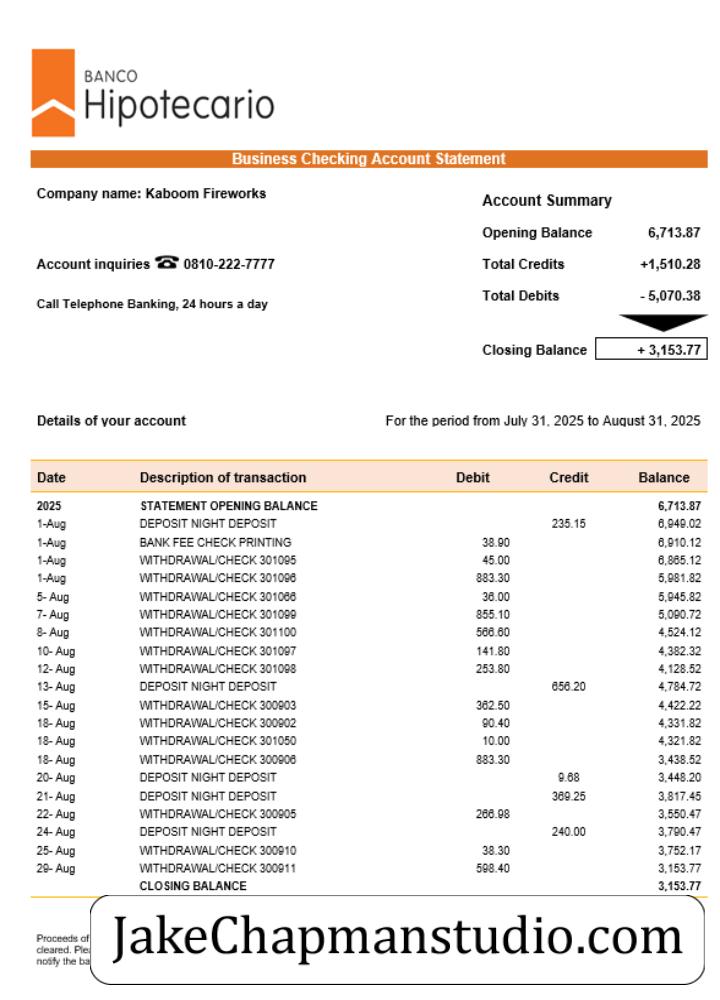 BANCO
Hipotecario
Business Checking Account Statement
Company name: Kaboom Fireworks
Account Summary
Opening Balance 6,713.87
Account inquiries ☎ 0810-222-7777
Total Credits +1,510.28
Call Telephone Banking, 24 hours a day
Total Debits - 5,070.38
Closing Balance + 3,153.77
Details of your account For the period from July 31, 2025 to August 31, 2025
Date Description of transaction Debit Credit Balance
2025 STATEMENT OPENING BALANCE 6,713.87
1-Aug DEPOSIT NIGHT DEPOSIT 235.15 6,949.02
1-Aug BANK FEE CHECK PRINTING 38.90 6,910.12
1-Aug WITHDRAWAL/CHECK 301095 45.00 6,865.12
1-Aug WITHDRAWAL/CHECK 301096 883.30 5,981.82
5- Aug WITHDRAWAL/CHECK 301066 36.00 5,945.82
7- Aug WITHDRAWAL/CHECK 301099 855.10 5,090.72
8- Aug WITHDRAWAL/CHECK 301100 566.60 4,524.12
10- Aug WITHDRAWAL/CHECK 301097 141.80 4,382.32
12- Aug WITHDRAWAL/CHECK 301098 253.80 4,128.52
13- Aug DEPOSIT NIGHT DEPOSIT 656.20 4,784.72
15- Aug WITHDRAWAL/CHECK 300903 362.50 4,422.22
18- Aug WITHDRAWAL/CHECK 300902 90.40 4,331.82
18- Aug WITHDRAWAL/CHECK 301050 10.00 4,321.82
18- Aug WITHDRAWAL/CHECK 300906 883.30 3,438.52
20- Aug DEPOSIT NIGHT DEPOSIT 9.68 3,448.20
21- Aug DEPOSIT NIGHT DEPOSIT 369.25 3,817.45
22- Aug WITHDRAWAL/CHECK 300905 266.98 3,550.47
24- Aug DEPOSIT NIGHT DEPOSIT 240.00 3,790.47
25- Aug WITHDRAWAL/CHECK 300910 38.30 3,752.17
29- Aug WITHDRAWAL/CHECK 300911 598.40 3,153.77
CLOSING BALANCE 3,153.77
JakeChapmanstudio.com
Proceeds of
cleared.
notify the